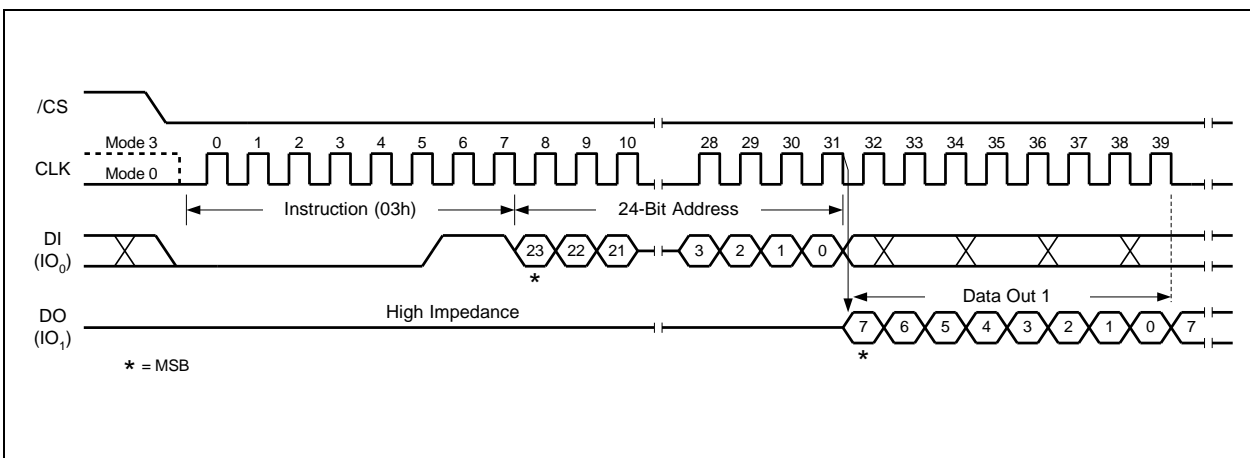 /CS
Mode 3
0 1 2 3 4 5 6 7 8 9 10 28 29 30 31 32 33 34 35 36 37 38 39
CLK
Mode 0
Instruction (03h)
24-Bit Address
DI
(IO₀)
23 22 21 3 2 1 0
*
Data Out 1
High Impedance
DO
(IO₁)
7 6 5 4 3 2 1 0 7
*
* = MSB